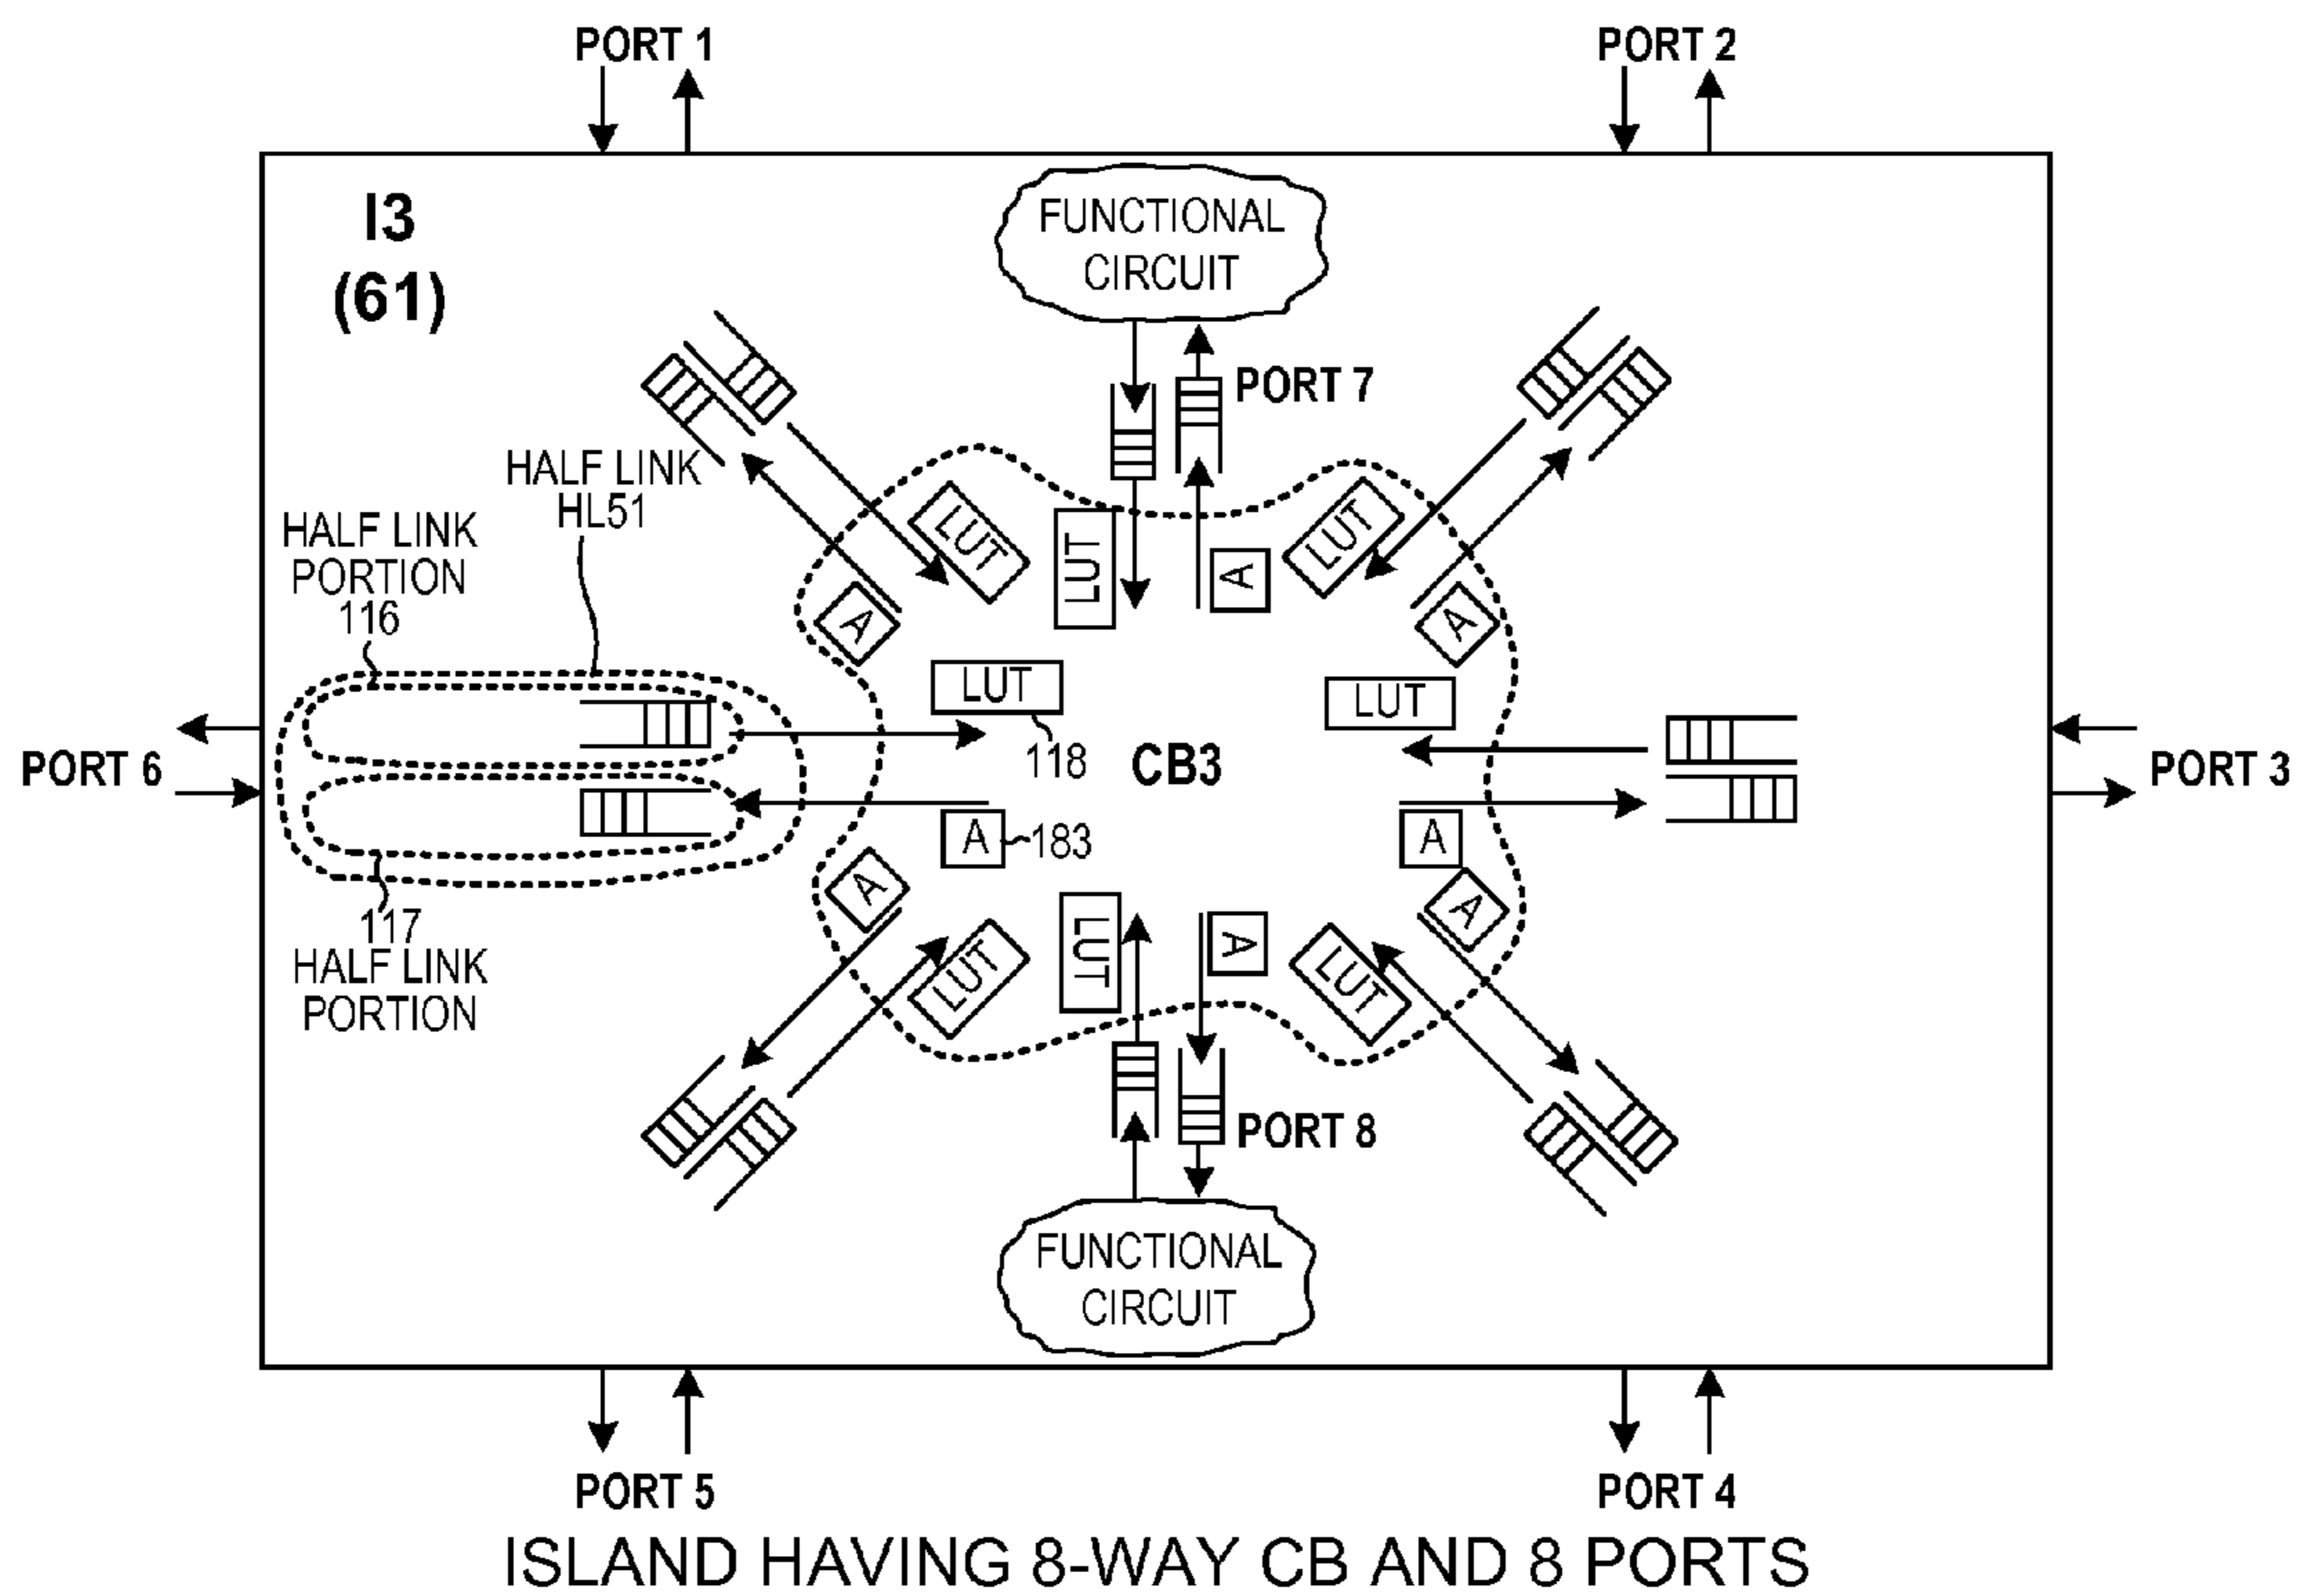 PORT 1
PORT 2
I3
(61)
FUNCTIONAL
CIRCUIT
PORT 7
HALF LINK
HL51
HALF LINK
PORTION
116
LUT
LUT
LUT
A
A
A
LUT
118
LUT
CB3
PORT 6
PORT 3
A
183
A
A
A
117
HALF LINK
PORTION
LUT
LUT
A
LUT
PORT 8
FUNCTIONAL
CIRCUIT
PORT 5
PORT 4
ISLAND HAVING 8-WAY CB AND 8 PORTS